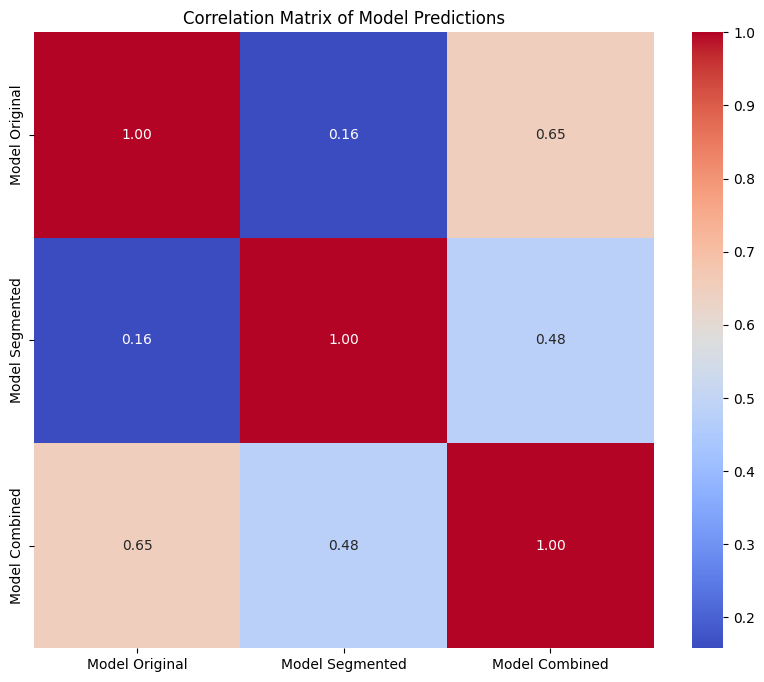 Correlation Matrix of Model Predictions
Model Original
1.00 0.16 0.65
Model Segmented
0.16 1.00 0.48
Model Combined
0.65 0.48 1.00
Model Original Model Segmented Model Combined
1.0
0.9
0.8
0.7
0.6
0.5
0.4
0.3
0.2